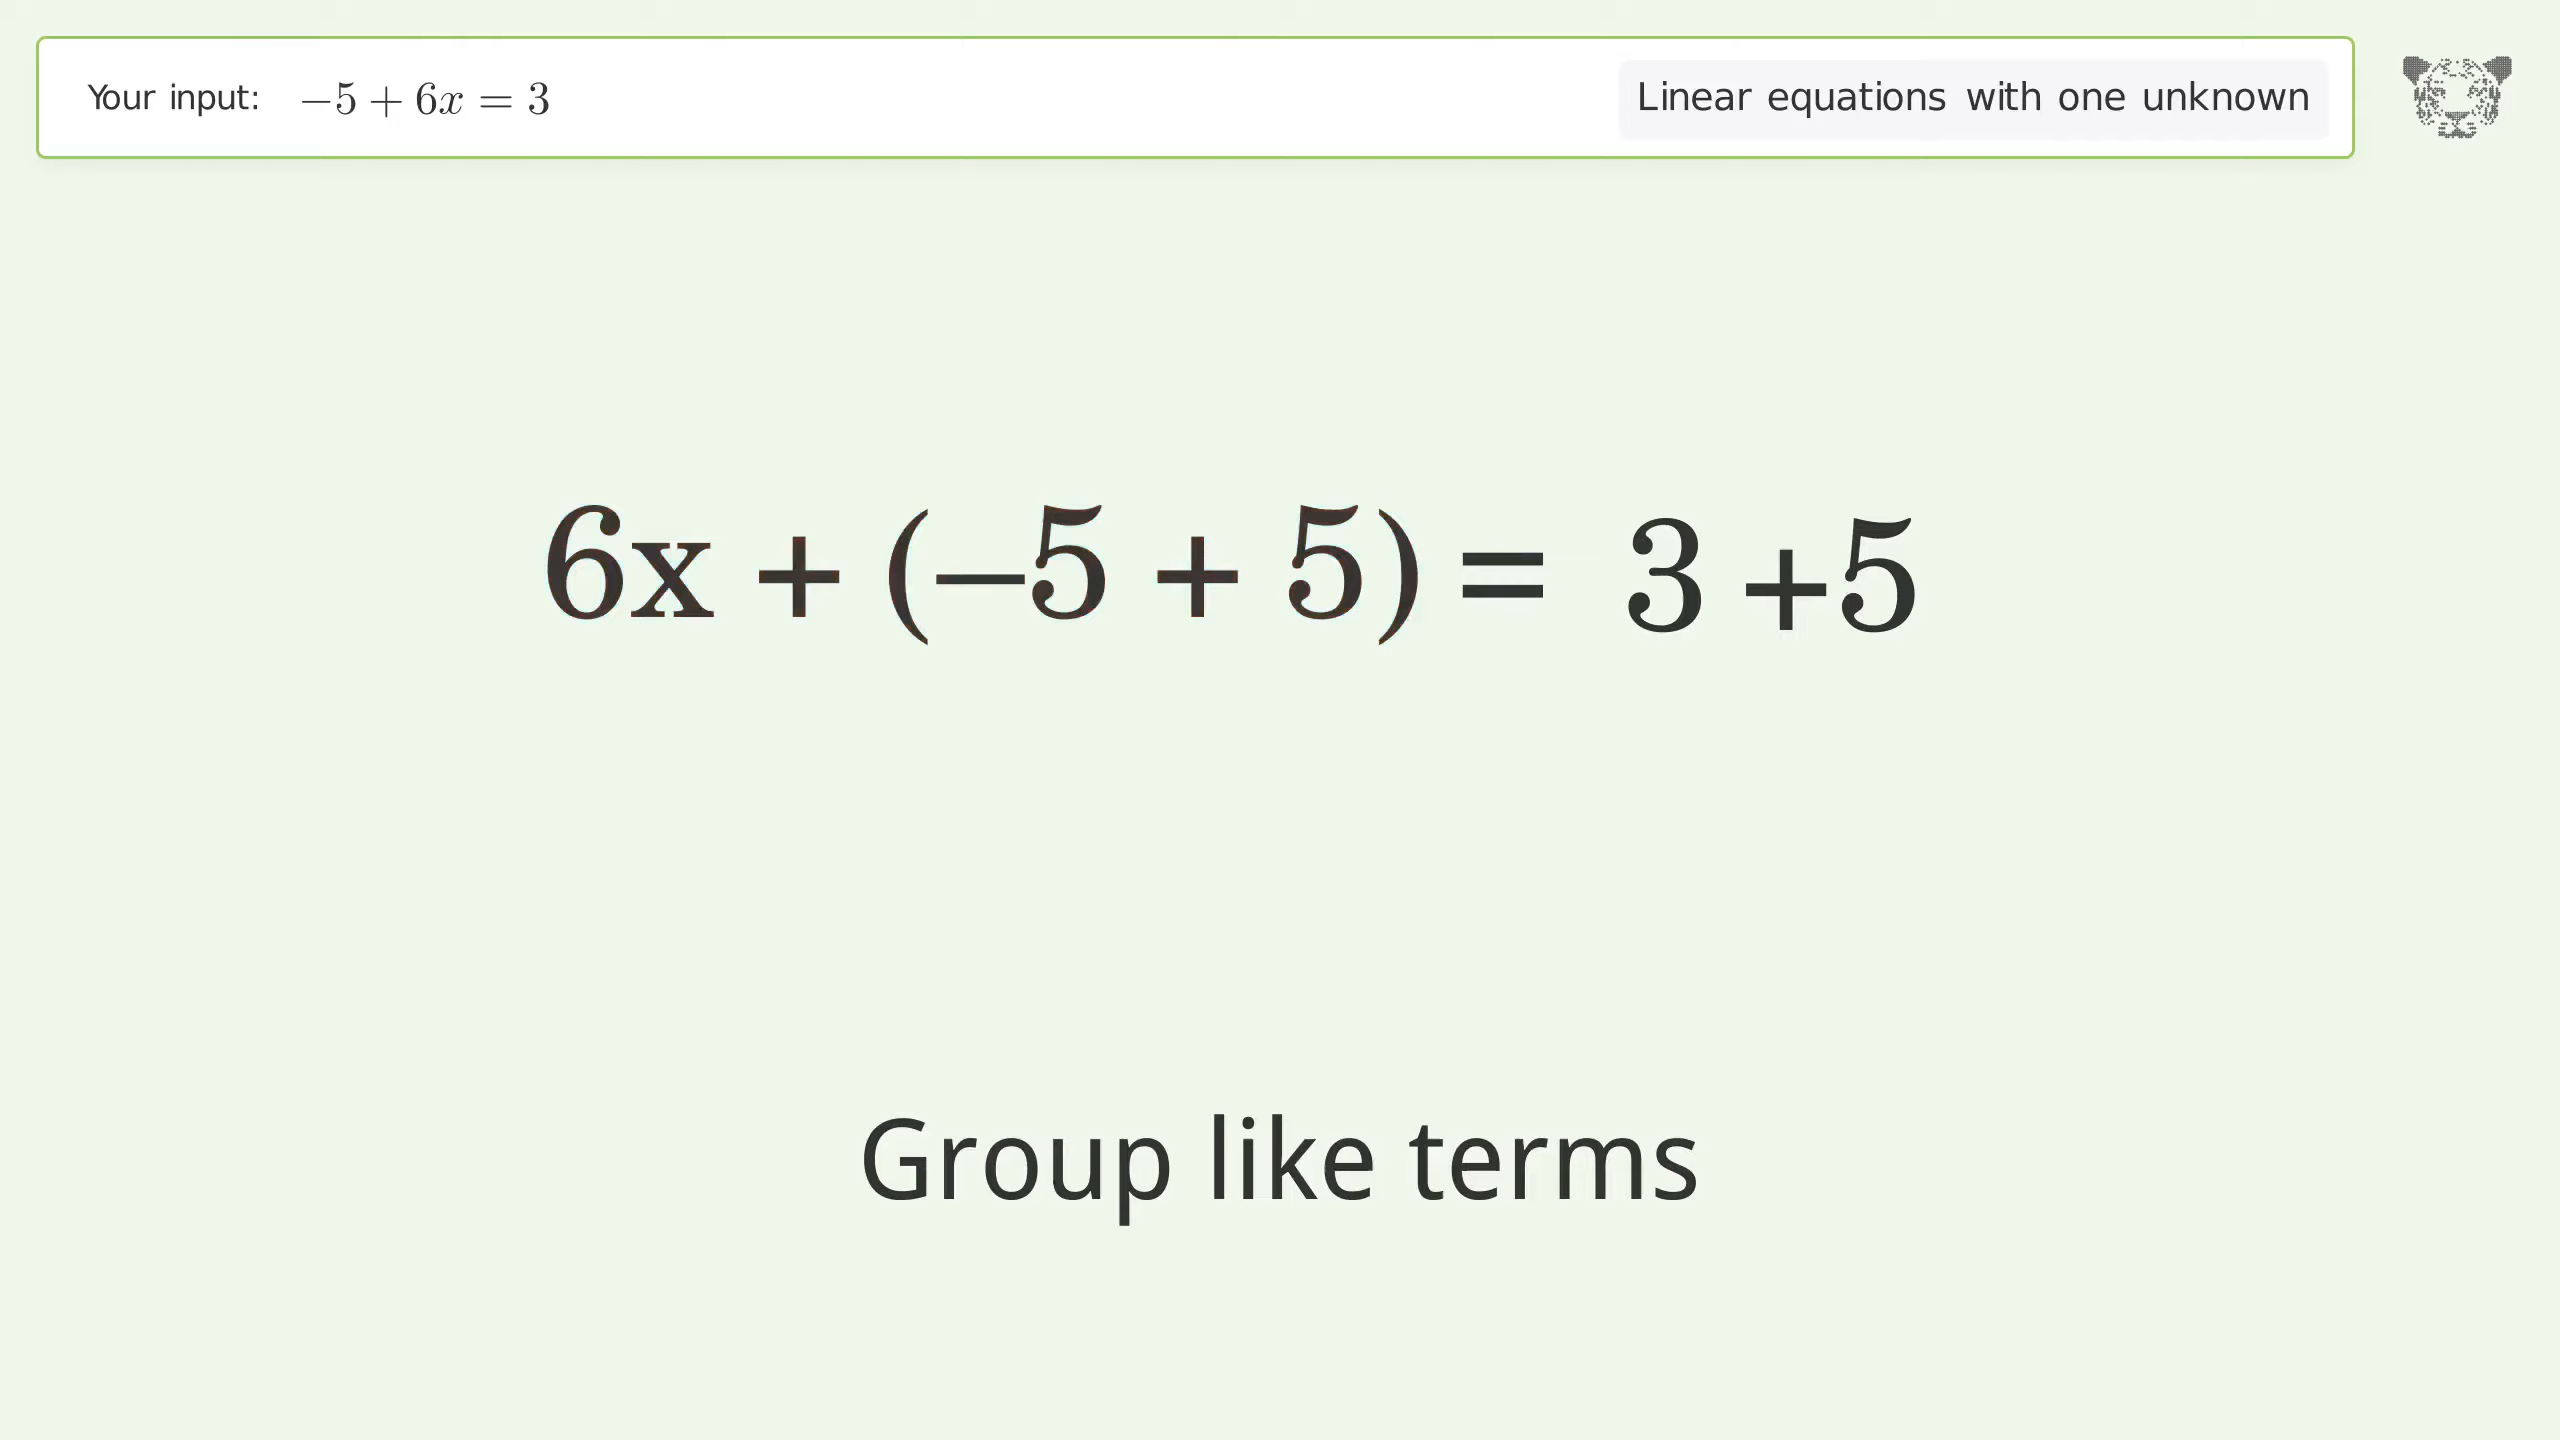 Your input: −5 + 6x = 3
Linear equations with one unknown
6x + (−5 + 5) = 3 +5
Group like terms